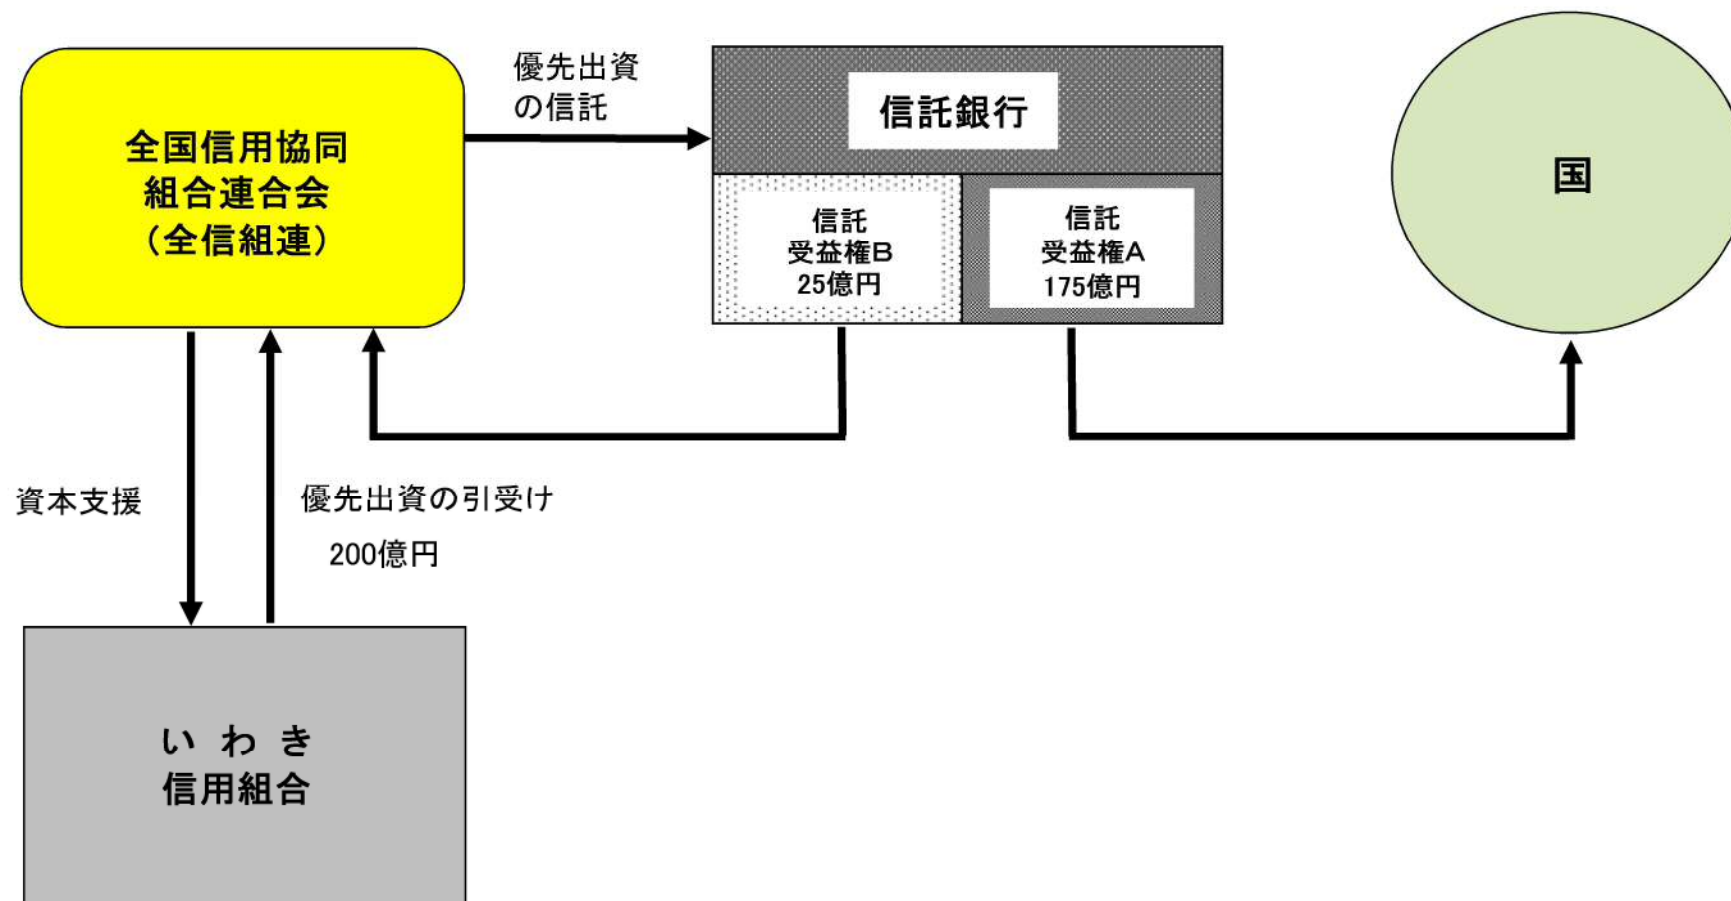 全国信用協同
組合連合会
(全信組連)
優先出資
の信託
信託銀行
信託
受益権B
25億円
信託
受益権A
175億円
国
資本支援
優先出資の引受け
200億円
いわき
信用組合